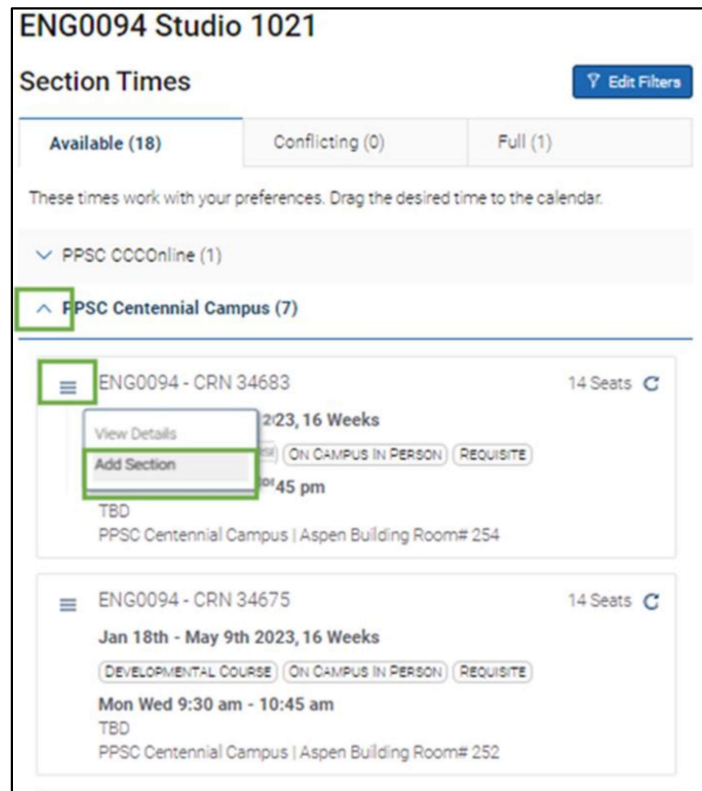 ENG0094 Studio 1021
Section Times
Edit Filters
Available (18)
Conflicting (0)
Full (1)
These times work with your preferences. Drag the desired time to the calendar.
PPSC CCCOnline (1)
PPSC Centennial Campus (7)
ENG0094 - CRN 34683
14 Seats
23, 16 Weeks
View Details
ON CAMPUS IN PERSON
REQUISITE
Add Section
45 pm
TBD
PPSC Centennial Campus | Aspen Building Room# 254
ENG0094 - CRN 34675
14 Seats
Jan 18th - May 9th 2023, 16 Weeks
DEVELOPMENTAL COURSE
ON CAMPUS IN PERSON
REQUISITE
Mon Wed 9:30 am - 10:45 am
TBD
PPSC Centennial Campus | Aspen Building Room# 252